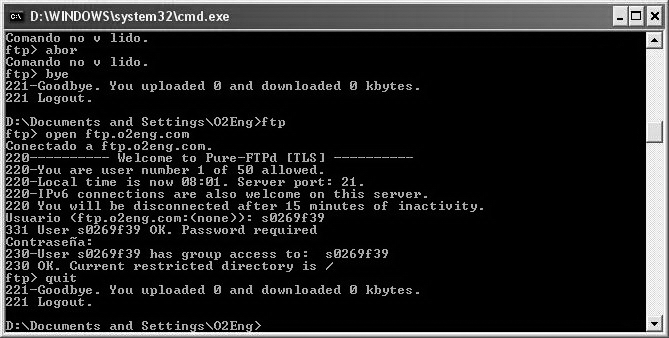 D:\WINDOWS\system32\cmd.exe
Comando no v lido.
ftp> abor
Comando no v lido.
ftp> bye
221-Goodbye. You uploaded 0 and downloaded 0 kbytes.
221 Logout.
D:\Documents and Settings\O2Eng>ftp
ftp> open ftp.o2eng.com
Conectado a ftp.o2eng.com.
220---------- Welcome to Pure-FTPd [TLS] ----------
220-You are user number 1 of 50 allowed.
220-Local time is now 08:01. Server port: 21.
220-IPv6 connections are also welcome on this server.
220 You will be disconnected after 15 minutes of inactivity.
Usuario (ftp.o2eng.com:(none)): s0269f39
331 User s0269f39 OK. Password required
Contraseña:
230-User s0269f39 has group access to:  s0269f39
230 OK. Current restricted directory is /
ftp> quit
221-Goodbye. You uploaded 0 and downloaded 0 kbytes.
221 Logout.
D:\Documents and Settings\O2Eng>